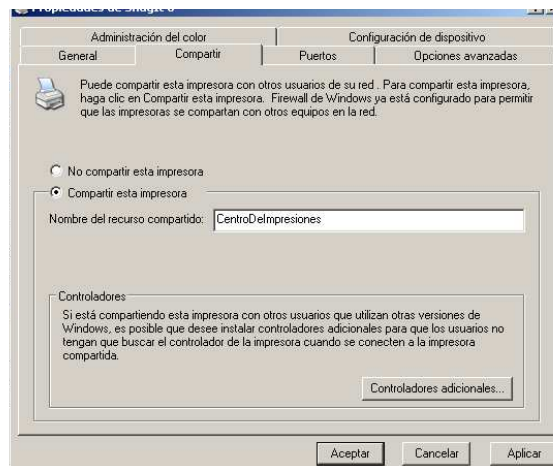 Propiedades de SnagIt 8
Administración del color
Configuración de dispositivo
General
Compartir
Puertos
Opciones avanzadas
Puede compartir esta impresora con otros usuarios de su red . Para compartir esta impresora,
haga clic en Compartir esta impresora. Firewall de Windows ya está configurado para permitir
que las impresoras se compartan con otros equipos en la red.
No compartir esta impresora
Compartir esta impresora
Nombre del recurso compartido: CentroDeImpresiones
Controladores
Si está compartiendo esta impresora con otros usuarios que utilizan otras versiones de
Windows, es posible que desee instalar controladores adicionales para que los usuarios no
tengan que buscar el controlador de la impresora cuando se conecten a la impresora
compartida.
Controladores adicionales...
Aceptar
Cancelar
Aplicar